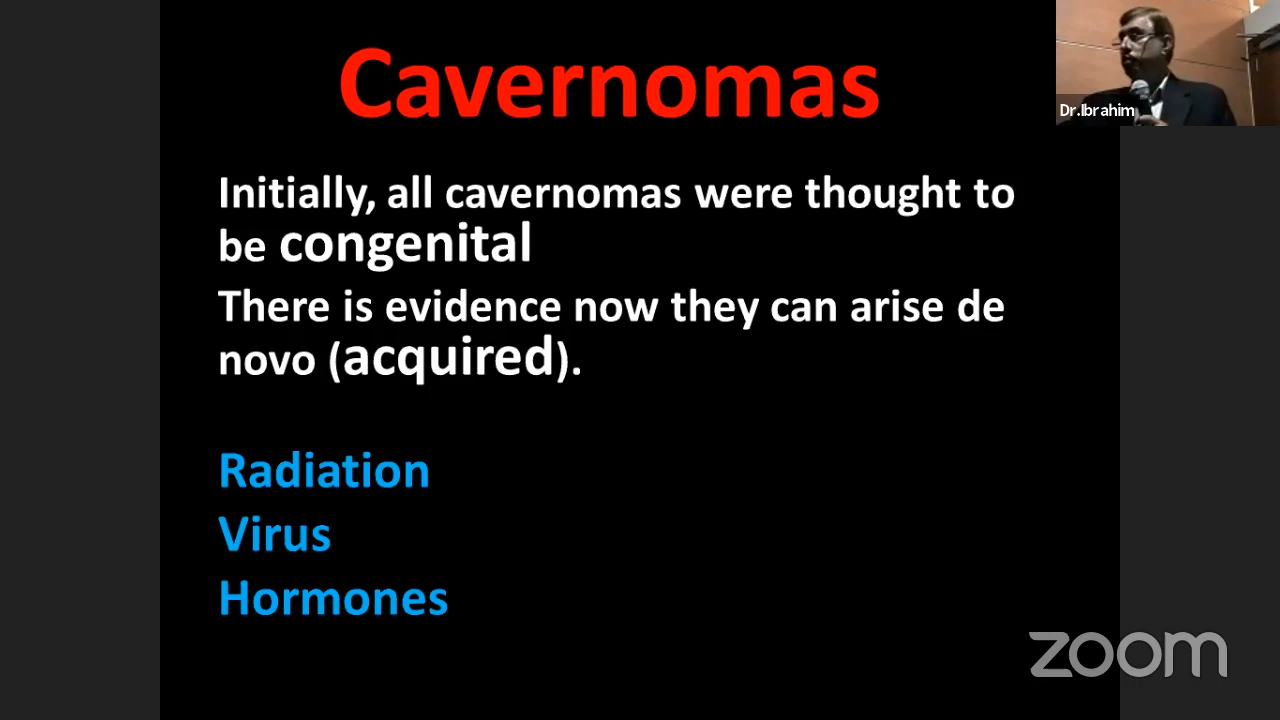 Cavernomas
Dr.Ibrahim
Initially, all cavernomas were thought to
be congenital
There is evidence now they can arise de
novo (acquired).
Radiation
Virus
Hormones
zoom